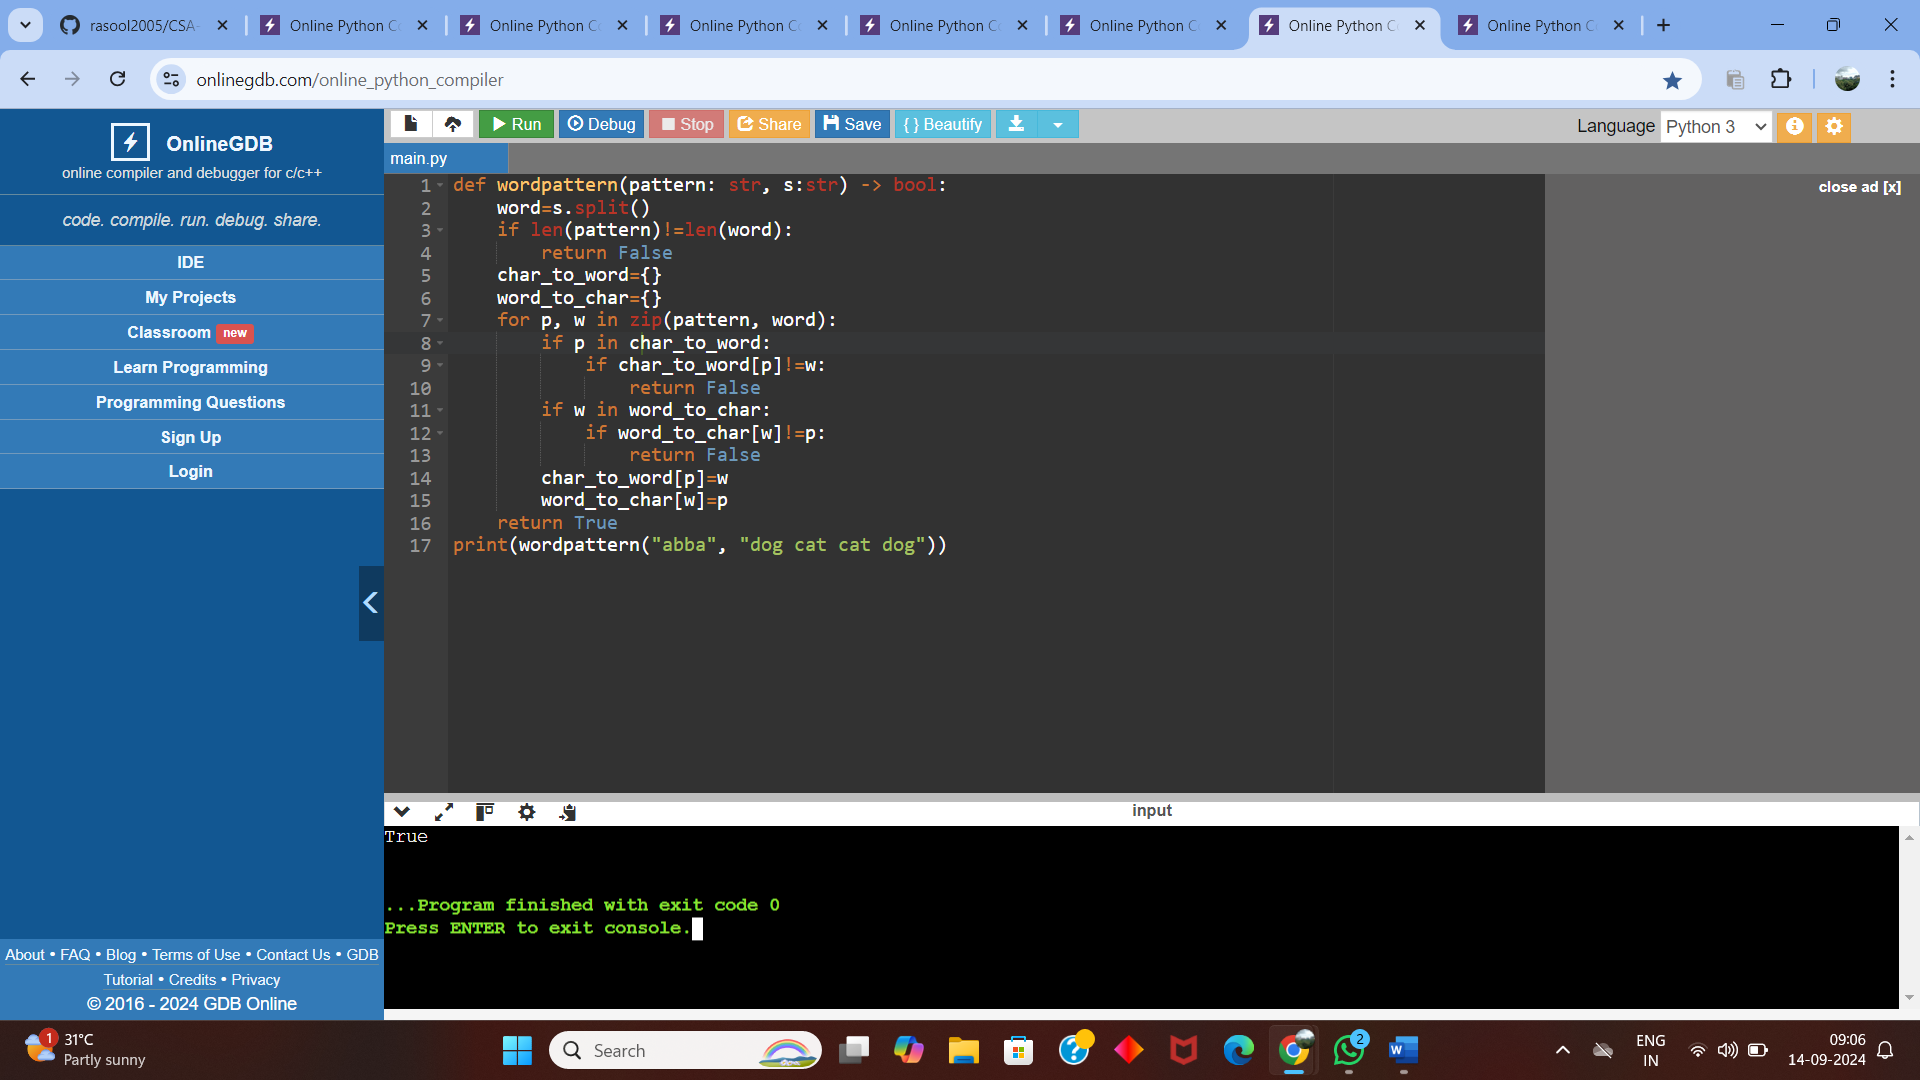 rasool2005/CSA-
Online Python C
Online Python C
Online Python C
Online Python C
Online Python C
Online Python C
Online Python C
onlinegdb.com/online_python_compiler
OnlineGDB
online compiler and debugger for c/c++
code. compile. run. debug. share.
IDE
My Projects
Classroom new
Learn Programming
Programming Questions
Sign Up
Login
About • FAQ • Blog • Terms of Use • Contact Us • GDB
Tutorial • Credits • Privacy
© 2016 - 2024 GDB Online
Run Debug Stop Share Save { } Beautify
Language Python 3
main.py
close ad [x]
1 def wordpattern(pattern: str, s:str) -> bool:
2     word=s.split()
3     if len(pattern)!=len(word):
4         return False
5     char_to_word={}
6     word_to_char={}
7     for p, w in zip(pattern, word):
8         if p in char_to_word:
9             if char_to_word[p]!=w:
10                 return False
11         if w in word_to_char:
12             if word_to_char[w]!=p:
13                 return False
14         char_to_word[p]=w
15         word_to_char[w]=p
16     return True
17 print(wordpattern("abba", "dog cat cat dog"))
input
True
...Program finished with exit code 0
Press ENTER to exit console.
1
31°C
Partly sunny
Search
2
ENG
IN
09:06
14-09-2024